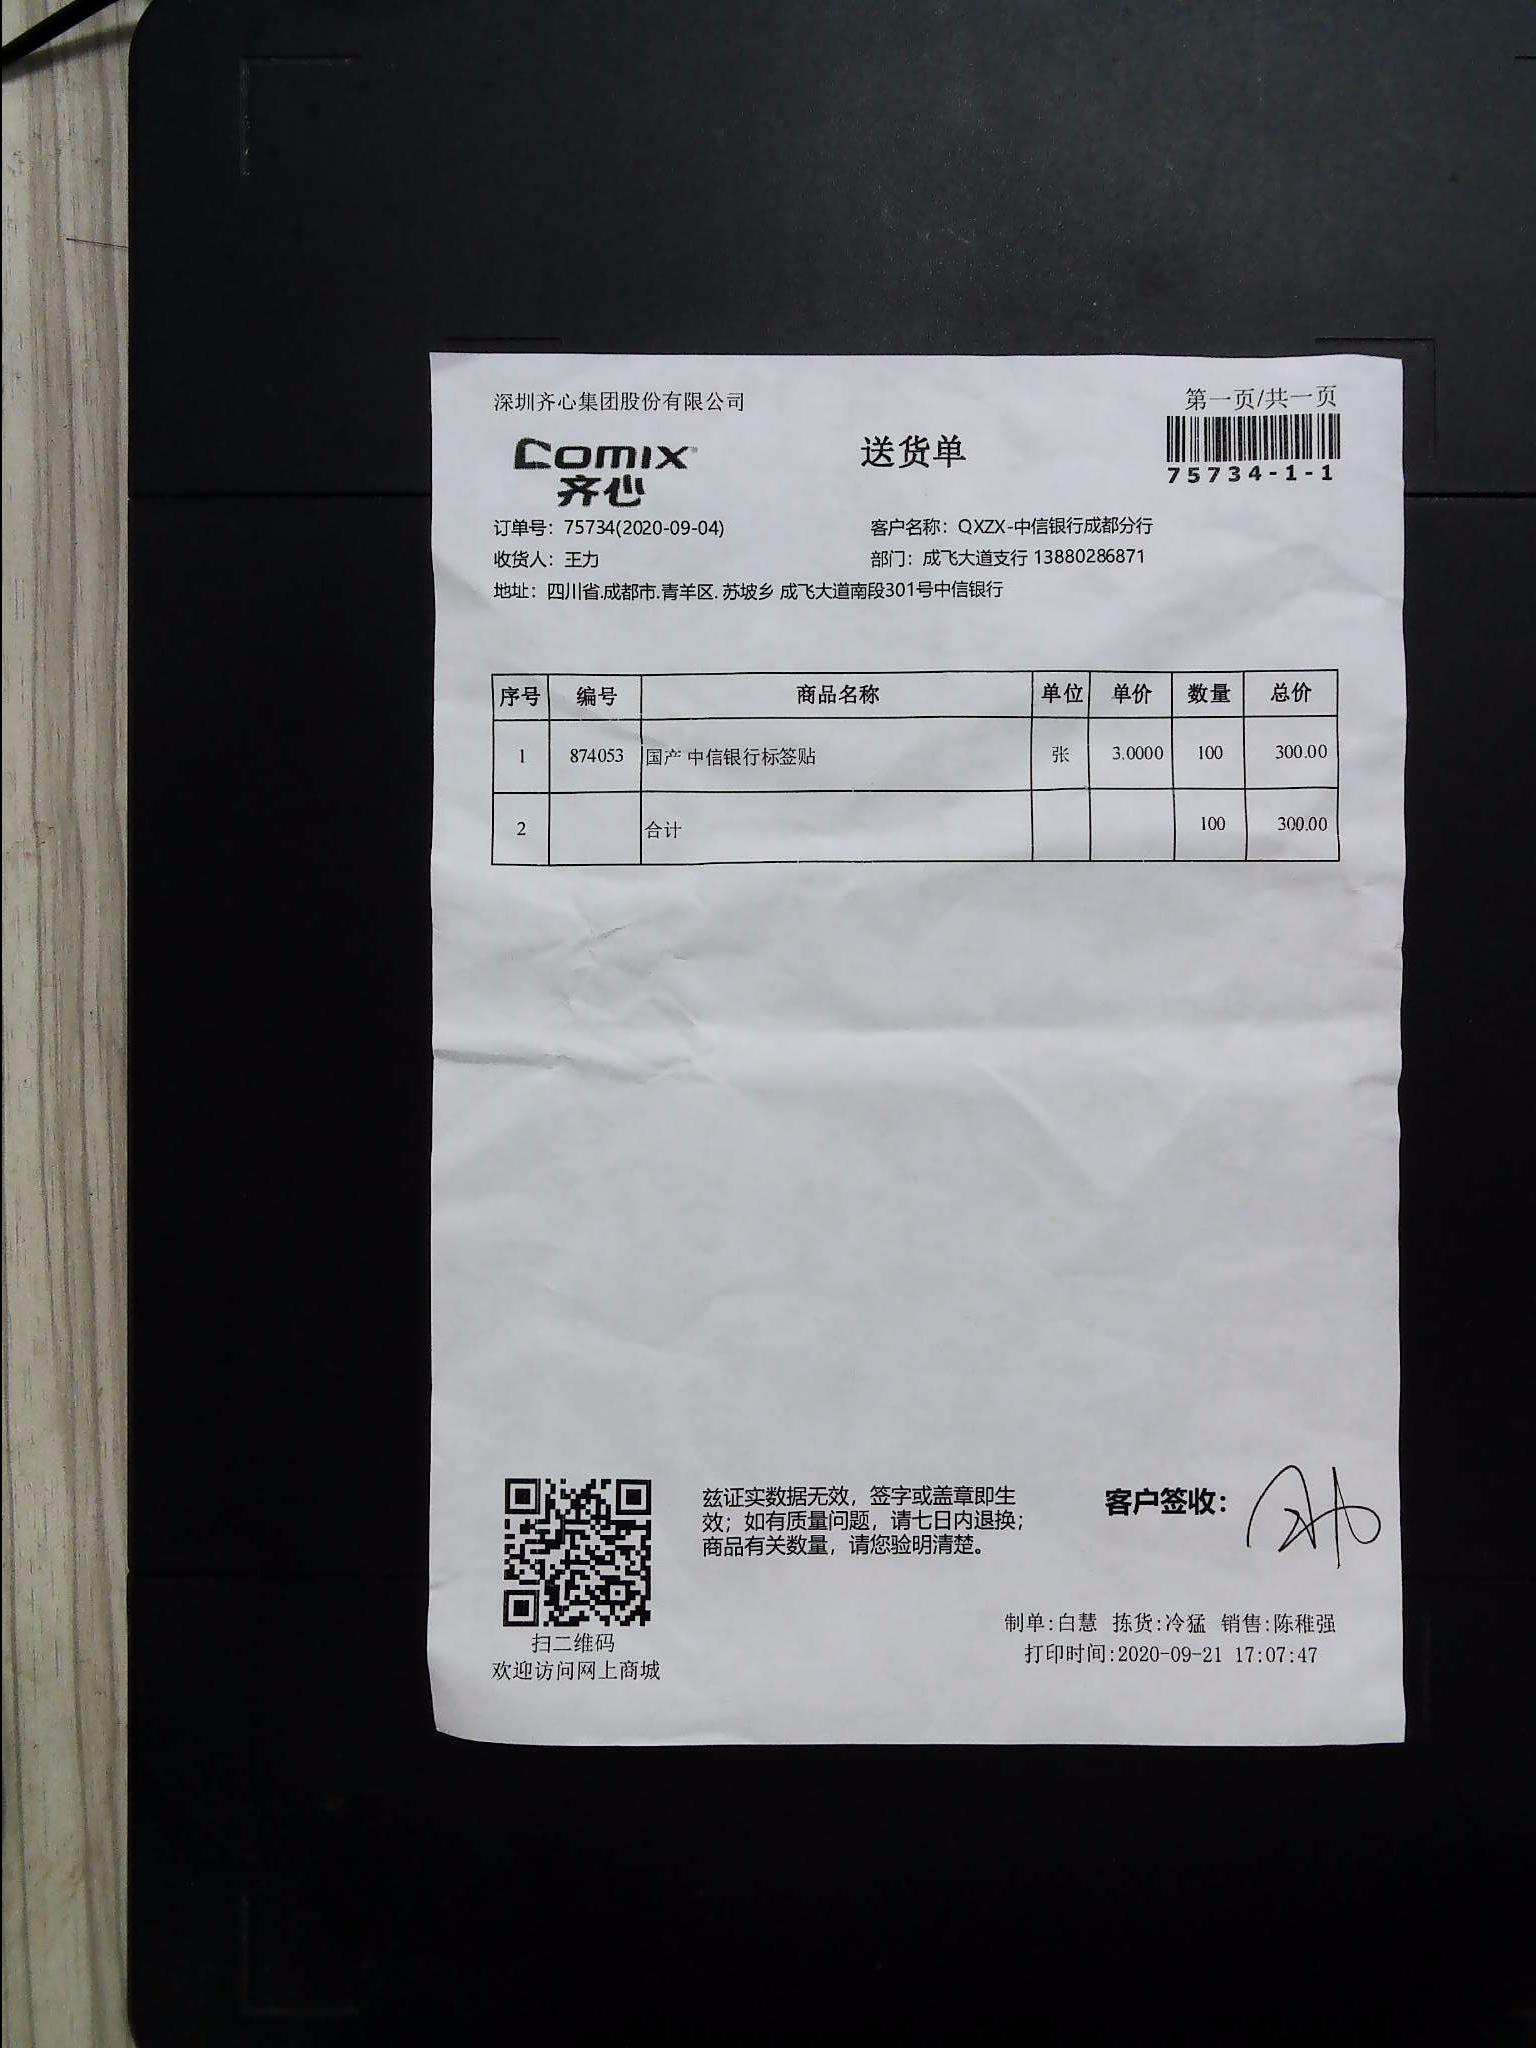 深圳齐心集团股份有限公司
第一页/共一页
Comix
齐心
送货单
75734-1-1
订单号：75734(2020-09-04)
客户名称：QXZX-中信银行成都分行
收货人：王力
部门：成飞大道支行 13880286871
地址：四川省.成都市.青羊区. 苏坡乡 成飞大道南段301号中信银行
序号 编号 商品名称 单位 单价 数量 总价
1 874053 国产 中信银行标签贴 张 3.0000 100 300.00
2 合计 100 300.00
兹证实数据无效，签字或盖章即生
效；如有质量问题，请七日内退换；
商品有关数量，请您验明清楚。
客户签收：
扫二维码
欢迎访问网上商城
制单:白慧 拣货:冷猛 销售:陈稚强
打印时间:2020-09-21 17:07:47